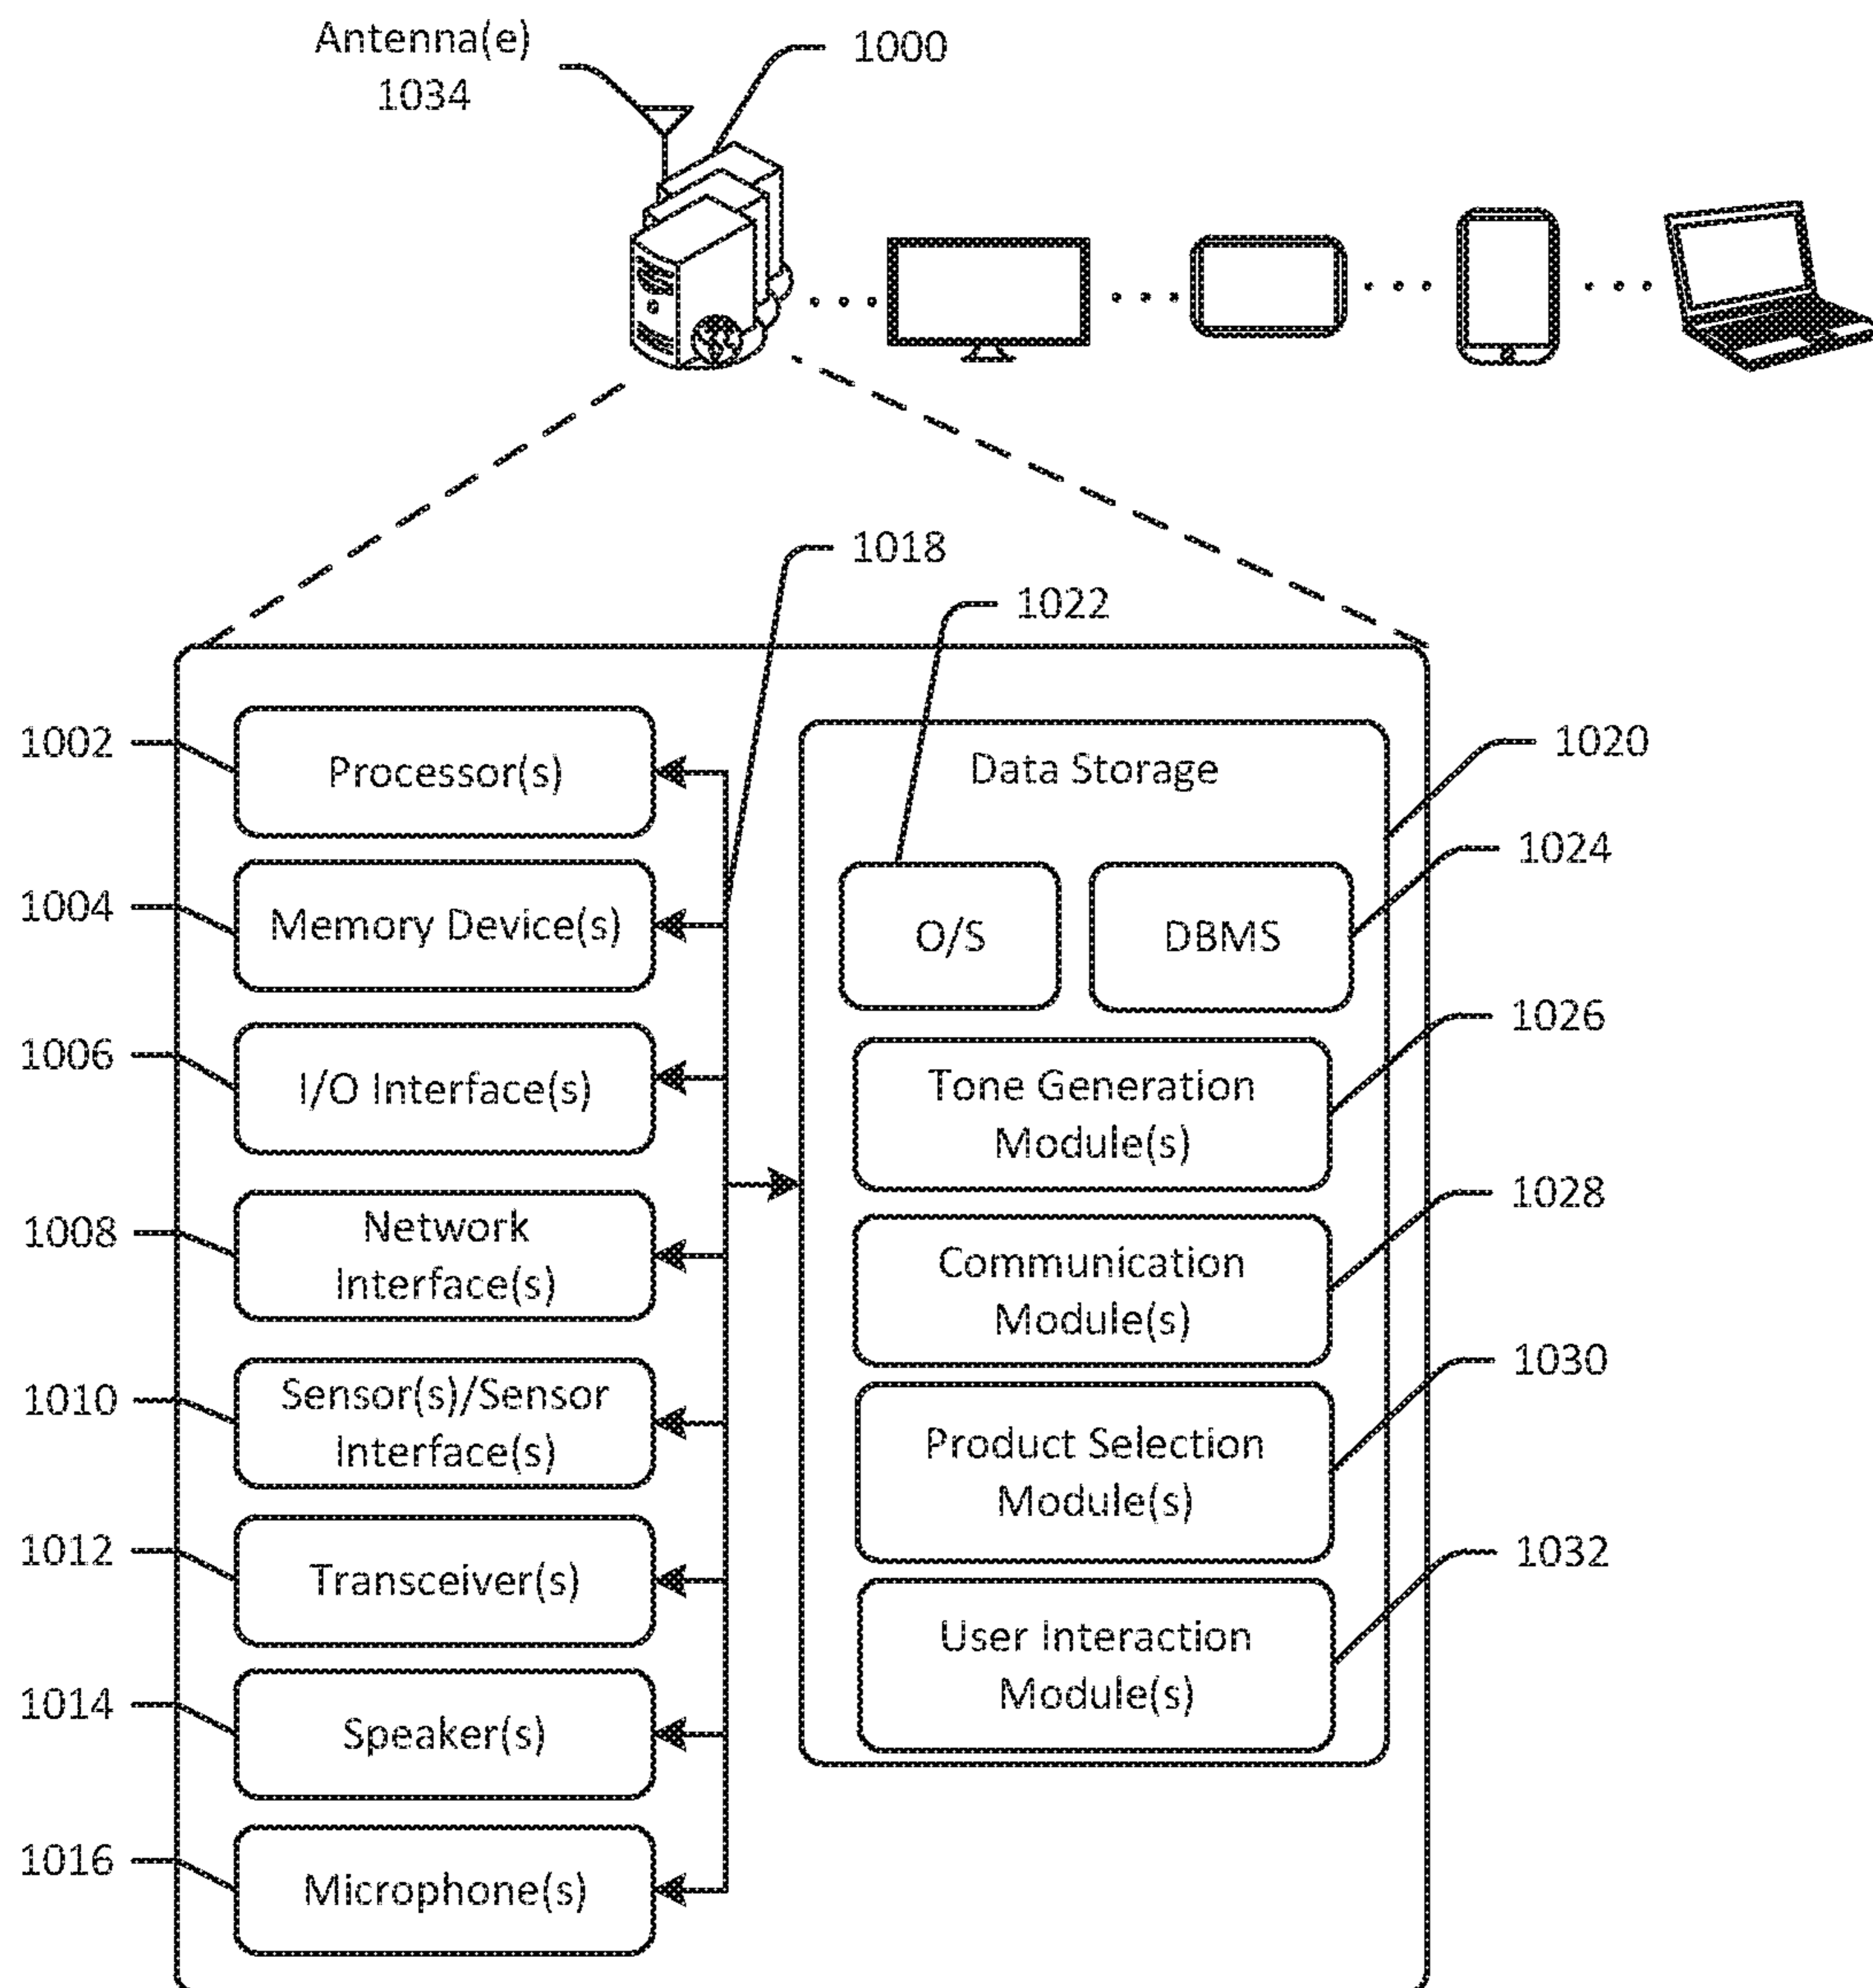 Antenna(e)
1034
1000
1018
1022
1002
Processor(s)
1004
Memory Device(s)
1006
I/O Interface(s)
1008
Network
Interface(s)
1010
Sensor(s)/Sensor
Interface(s)
1012
Transceiver(s)
1014
Speaker(s)
1016
Microphone(s)
Data Storage
1020
O/S
DBMS
1024
Tone Generation
Module(s)
1026
Communication
Module(s)
1028
Product Selection
Module(s)
1030
User Interaction
Module(s)
1032